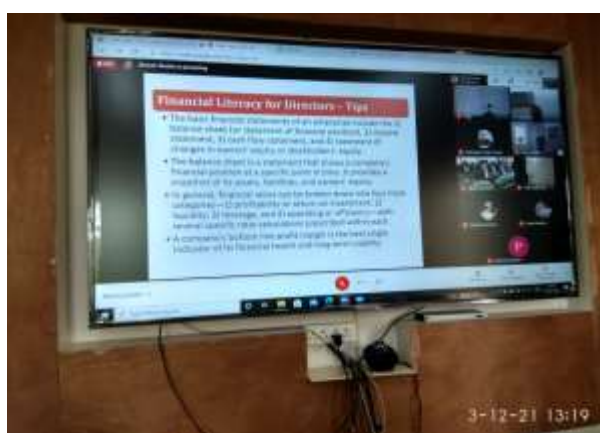 Financial Literacy for Directors – Tips
• The basic financial statements of an enterprise include the 1)
balance sheet (or statement of financial position), 2) income
statement, 3) cash flow statement, and 4) statement of
changes in owners' equity or stockholders' equity.
• The balance sheet is a statement that shows a company's
financial position at a specific point in time. It provides a
snapshot of its assets, liabilities, and owners' equity.
• In general, financial ratios can be broken down into four main
categories—1) profitability or return on investment; 2)
liquidity; 3) leverage, and 4) operating or efficiency—with
several specific ratio calculations prescribed within each.
• A company's bottom line profit margin is the best single
indicator of its financial health and long-term viability.
P
3-12-21 13:19